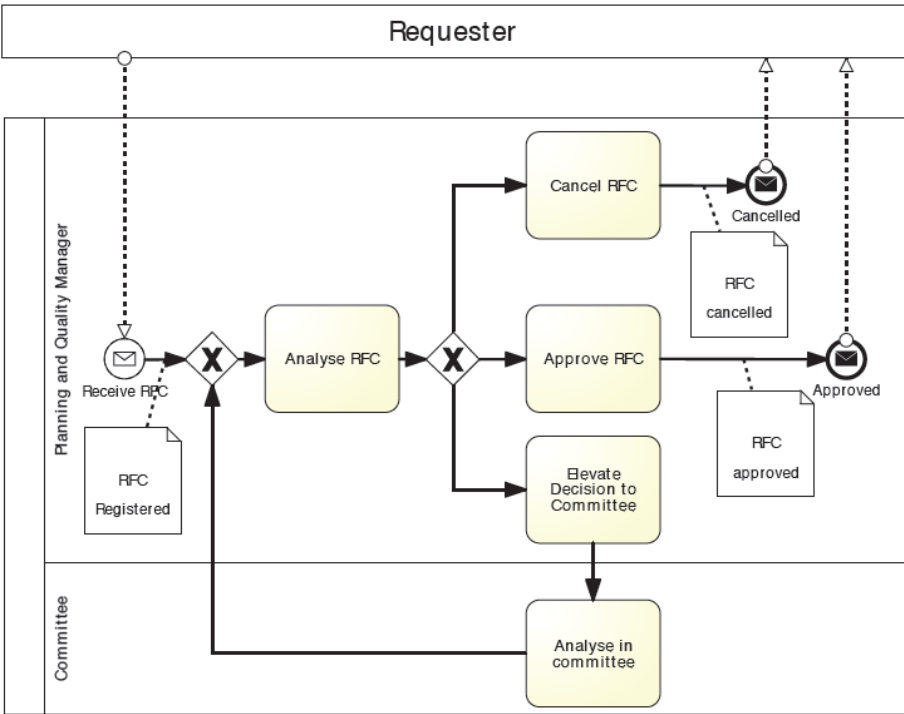 Requester
Planning and Quality Manager
Cancel RFC
Cancelled
RFC
cancelled
Receive RFC
X
Analyse RFC
X
Approve RFC
Approved
RFC
Registered
RFC
approved
Elevate
Decision to
Committee
Committee
Analyse in
committee